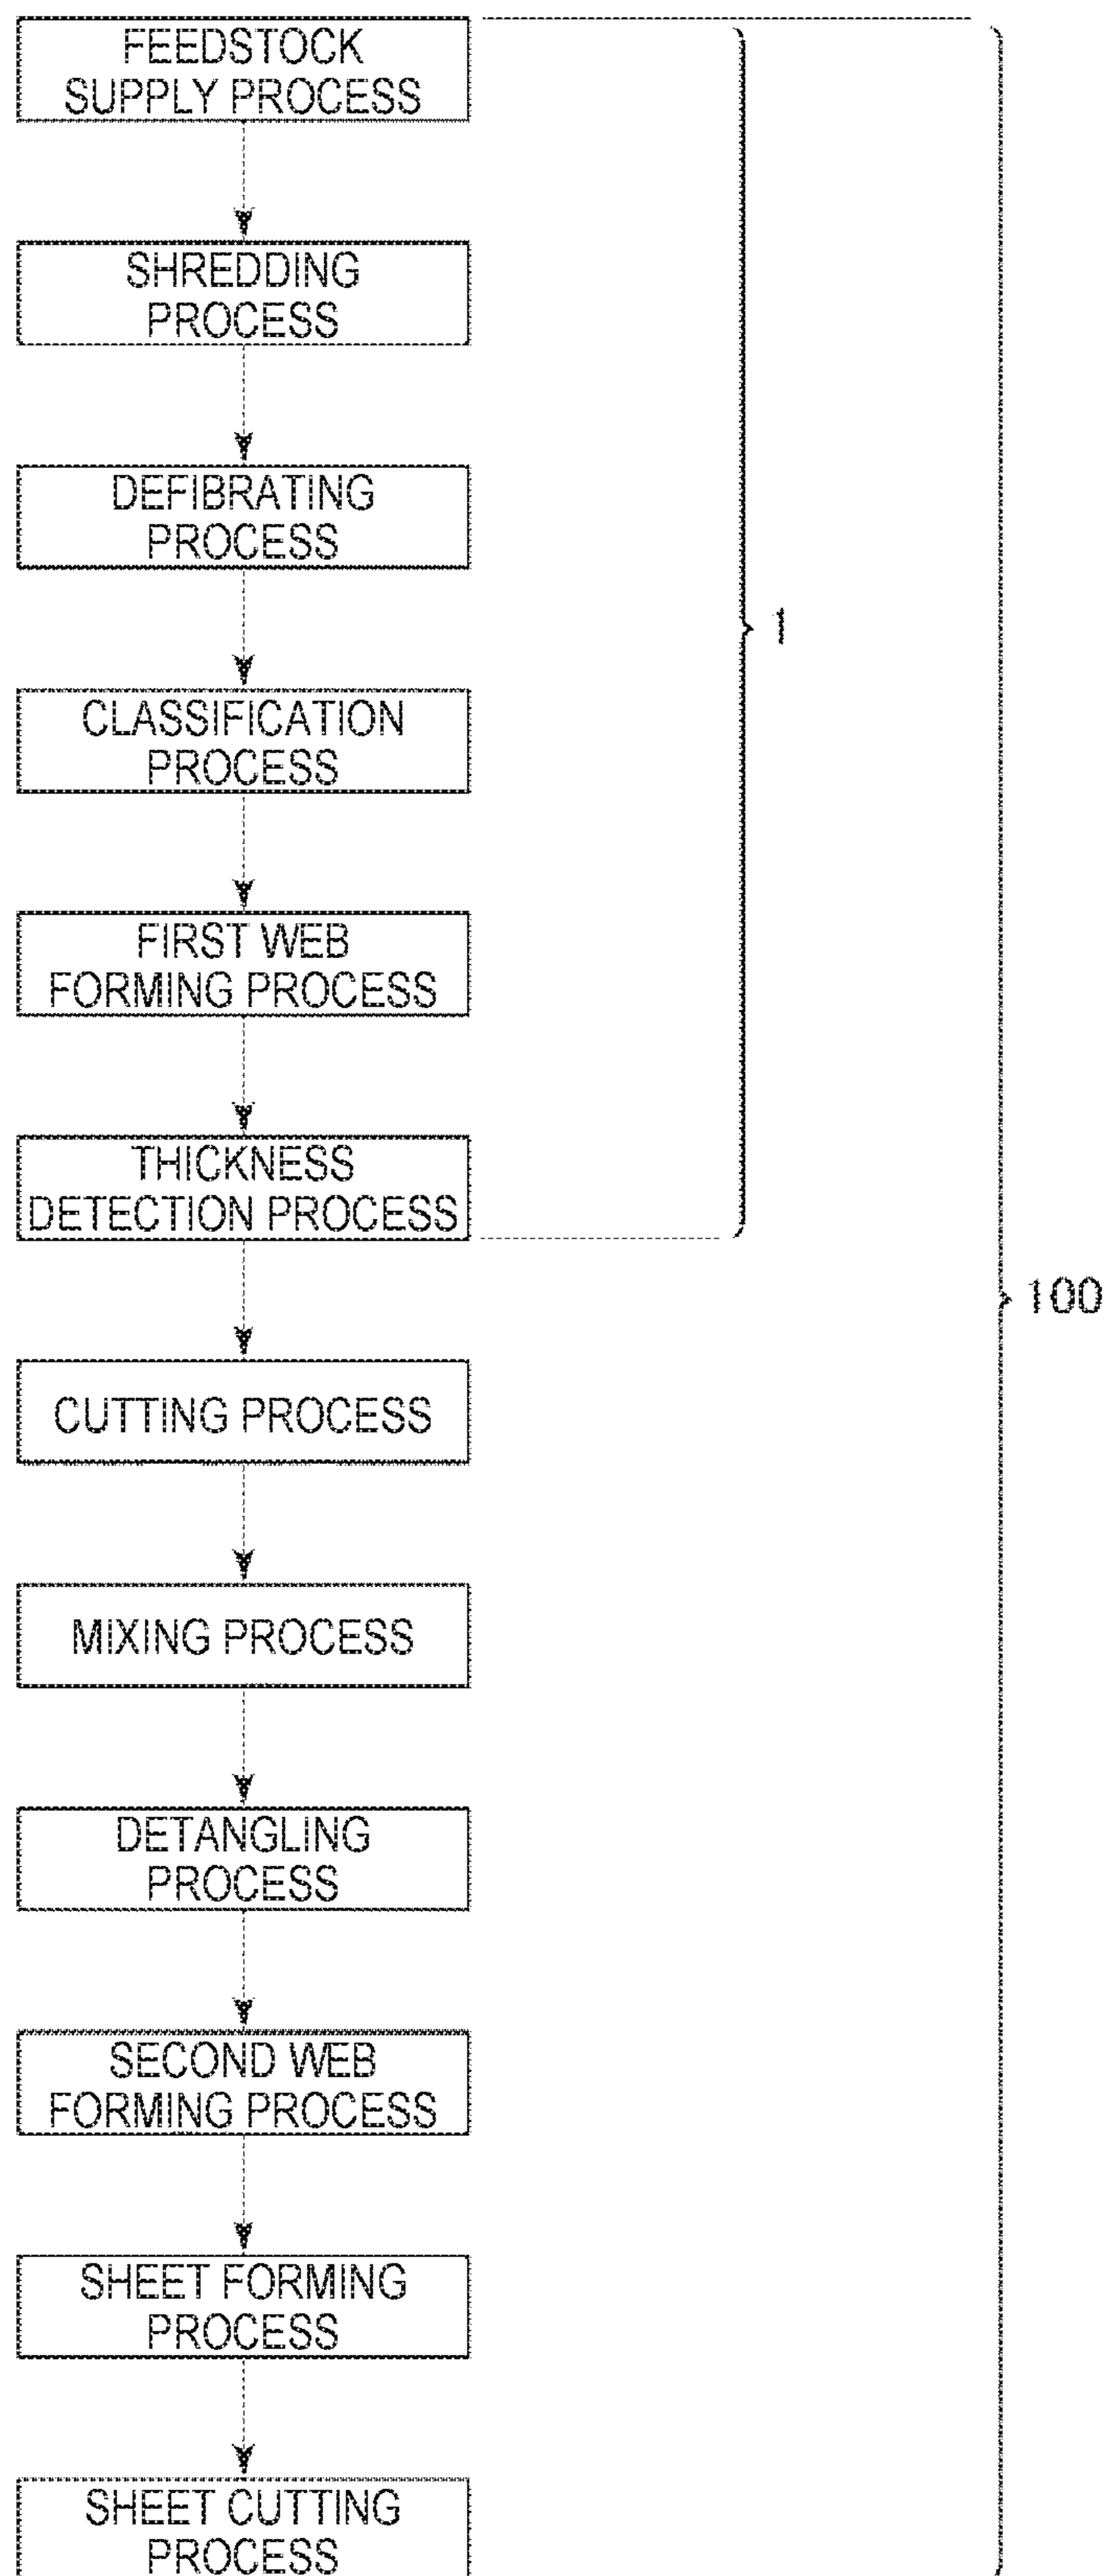 FEEDSTOCK
SUPPLY PROCESS
SHREDDING
PROCESS
DEFIBRATING
PROCESS
CLASSIFICATION
PROCESS
1
FIRST WEB
FORMING PROCESS
THICKNESS
DETECTION PROCESS
100
CUTTING PROCESS
MIXING PROCESS
DETANGLING
PROCESS
SECOND WEB
FORMING PROCESS
SHEET FORMING
PROCESS
SHEET CUTTING
PROCESS